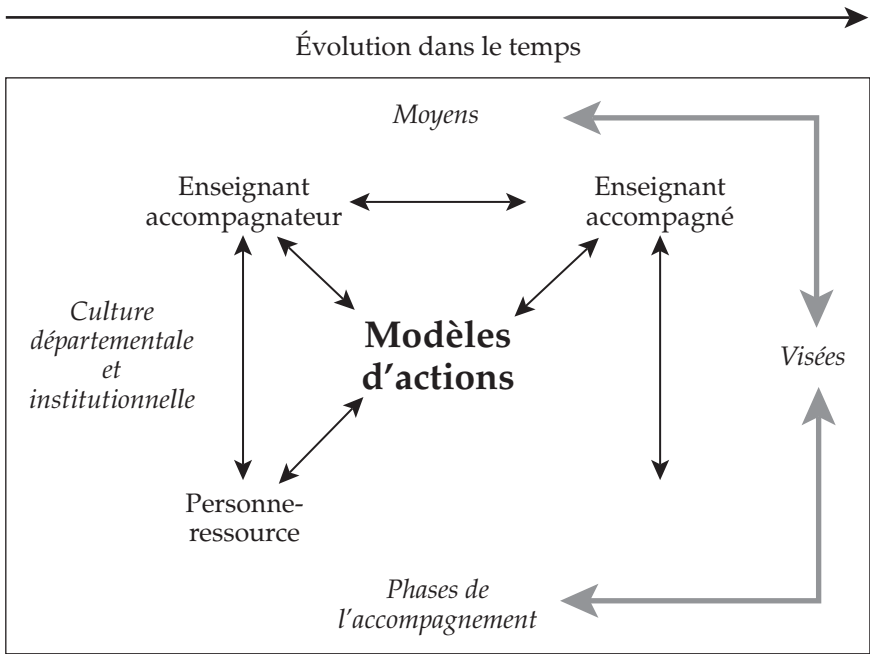 Évolution dans le temps
Moyens
Enseignant
accompagnateur
Enseignant
accompagné
Culture
départementale
et
institutionnelle
Modèles
d'actions
Visées
Personne-
ressource
Phases de
l'accompagnement